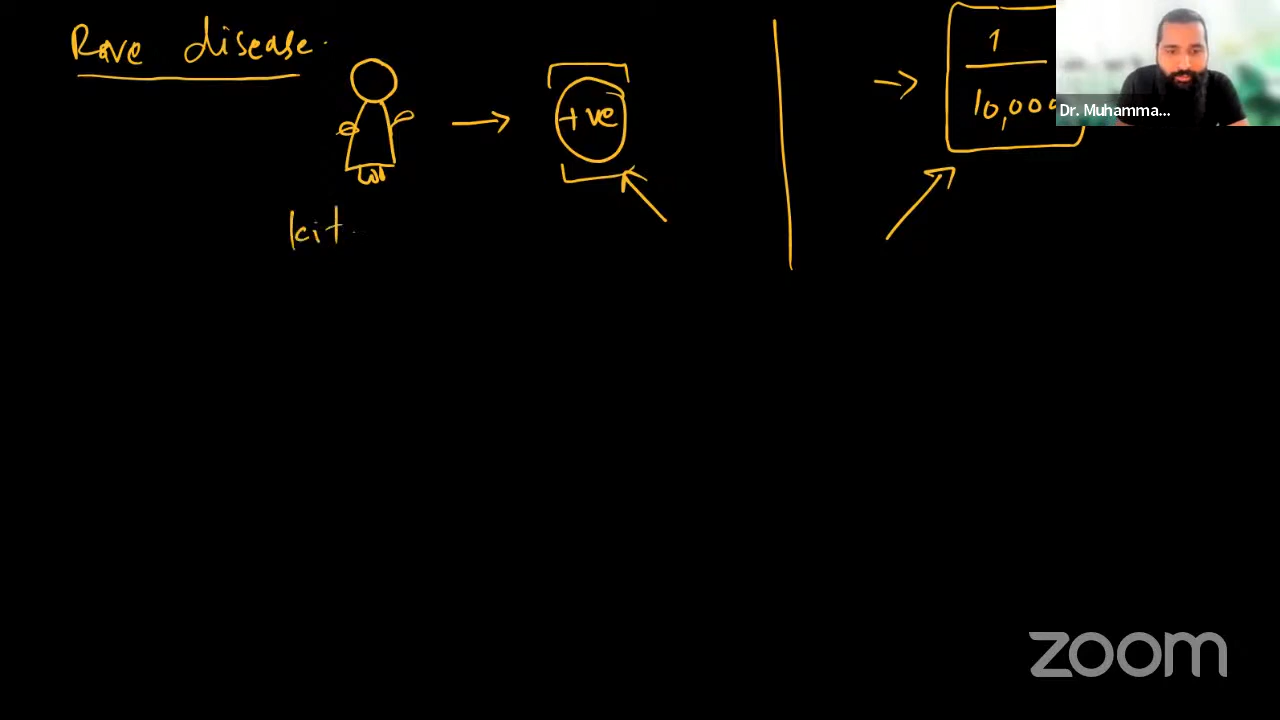 Rare disease.
+ve
1
10,000
Dr. Muhamma...
kit
zoom